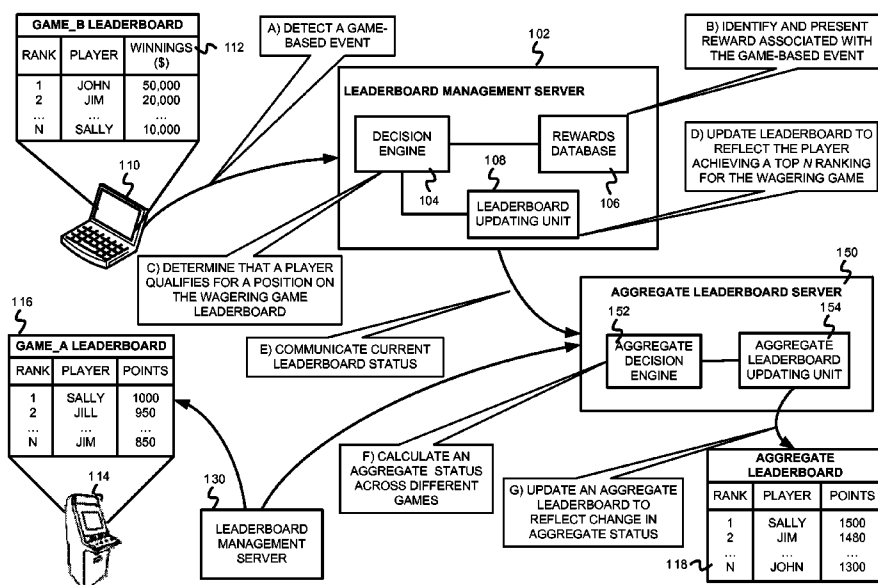 GAME_B LEADERBOARD
RANK PLAYER WINNINGS ($)
1 JOHN 50,000
2 JIM 20,000
... ... ...
N SALLY 10,000
112
110
A) DETECT A GAME-
BASED EVENT
102
LEADERBOARD MANAGEMENT SERVER
DECISION
ENGINE
104
REWARDS
DATABASE
106
108
LEADERBOARD
UPDATING UNIT
B) IDENTIFY AND PRESENT
REWARD ASSOCIATED WITH
THE GAME-BASED EVENT
D) UPDATE LEADERBOARD TO
REFLECT THE PLAYER
ACHIEVING A TOP N RANKING
FOR THE WAGERING GAME
C) DETERMINE THAT A PLAYER
QUALIFIES FOR A POSITION ON
THE WAGERING GAME
LEADERBOARD
116
GAME_A LEADERBOARD
RANK PLAYER POINTS
1 SALLY 1000
2 JILL 950
... ... ...
N JIM 850
114
E) COMMUNICATE CURRENT
LEADERBOARD STATUS
150
AGGREGATE LEADERBOARD SERVER
152
AGGREGATE
DECISION
ENGINE
154
AGGREGATE
LEADERBOARD
UPDATING UNIT
130
LEADERBOARD
MANAGEMENT
SERVER
F) CALCULATE AN
AGGREGATE STATUS
ACROSS DIFFERENT
GAMES
G) UPDATE AN AGGREGATE
LEADERBOARD TO
REFLECT CHANGE IN
AGGREGATE STATUS
AGGREGATE
LEADERBOARD
RANK PLAYER POINTS
1 SALLY 1500
2 JIM 1480
... ... ...
N JOHN 1300
118